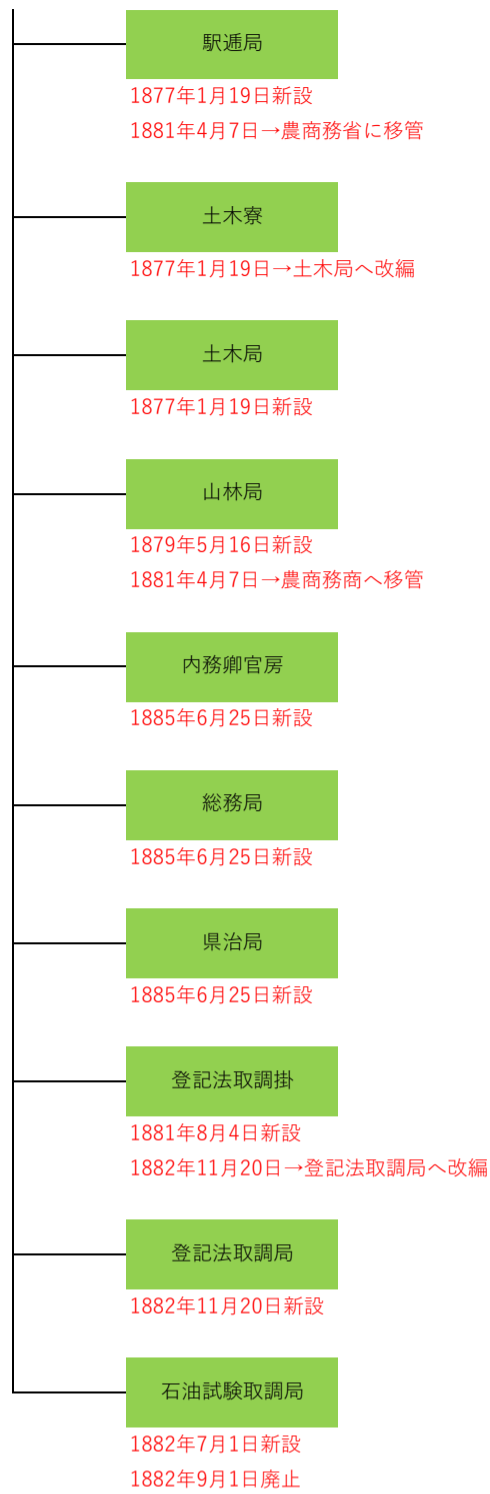 駅逓局
1877年1月19日新設
1881年4月7日→農商務省に移管
土木寮
1877年1月19日→土木局へ改編
土木局
1877年1月19日新設
山林局
1879年5月16日新設
1881年4月7日→農商務商へ移管
内務卿官房
1885年6月25日新設
総務局
1885年6月25日新設
県治局
1885年6月25日新設
登記法取調掛
1881年8月4日新設
1882年11月20日→登記法取調局へ改編
登記法取調局
1882年11月20日新設
石油試験取調局
1882年7月1日新設
1882年9月1日廃止